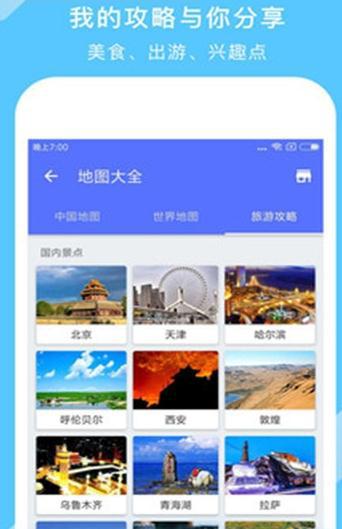 我的攻略与你分享
美食、出游、兴趣点
晚上7:00
地图大全
中国地图 世界地图 旅游攻略
国内景点
北京 天津 哈尔滨
呼伦贝尔 西安 敦煌
乌鲁木齐 青海湖 拉萨